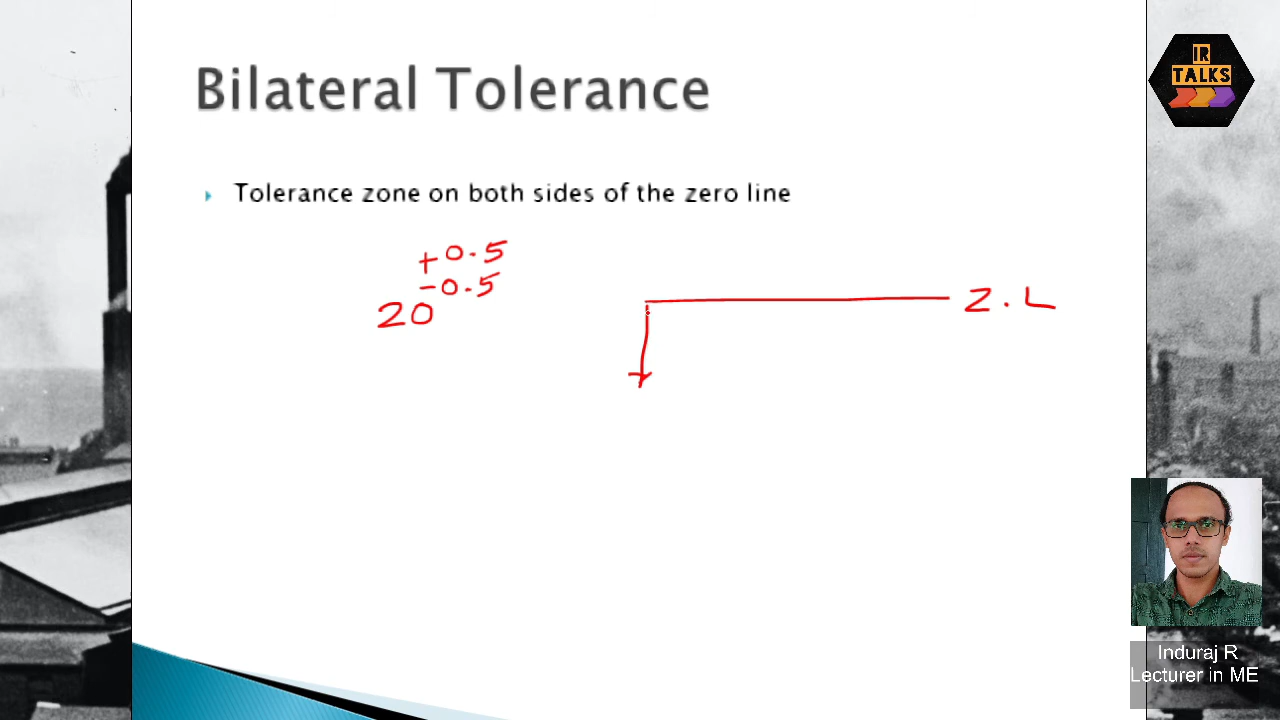 IR
TALKS
Bilateral Tolerance
Tolerance zone on both sides of the zero line
+0.5
-0.5
20
Z.L
Induraj R
Lecturer in ME